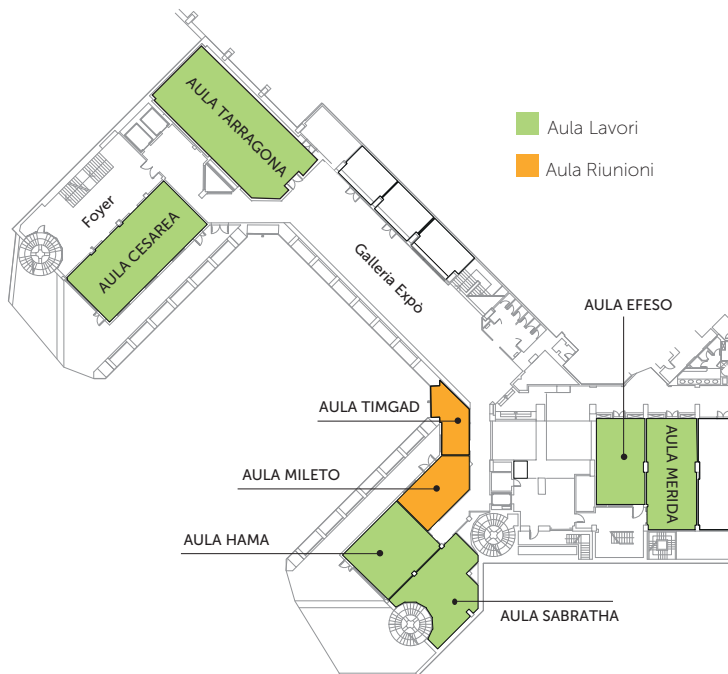 AULA TARRAGONA
Aula Lavori
Aula Riunioni
Foyer
AULA CESAREA
Galleria Expò
AULA EFESO
AULA TIMGAD
AULA MERIDA
AULA MILETO
AULA HAMA
AULA SABRATHA